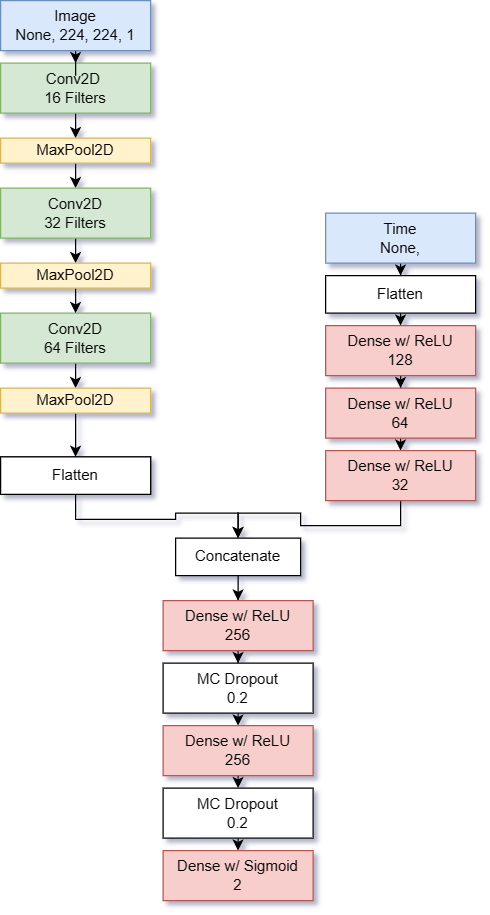 Image
None, 224, 224, 1
Conv2D
16 Filters
MaxPool2D
Conv2D
32 Filters
MaxPool2D
Conv2D
64 Filters
MaxPool2D
Flatten
Time
None,
Flatten
Dense w/ ReLU
128
Dense w/ ReLU
64
Dense w/ ReLU
32
Concatenate
Dense w/ ReLU
256
MC Dropout
0.2
Dense w/ ReLU
256
MC Dropout
0.2
Dense w/ Sigmoid
2